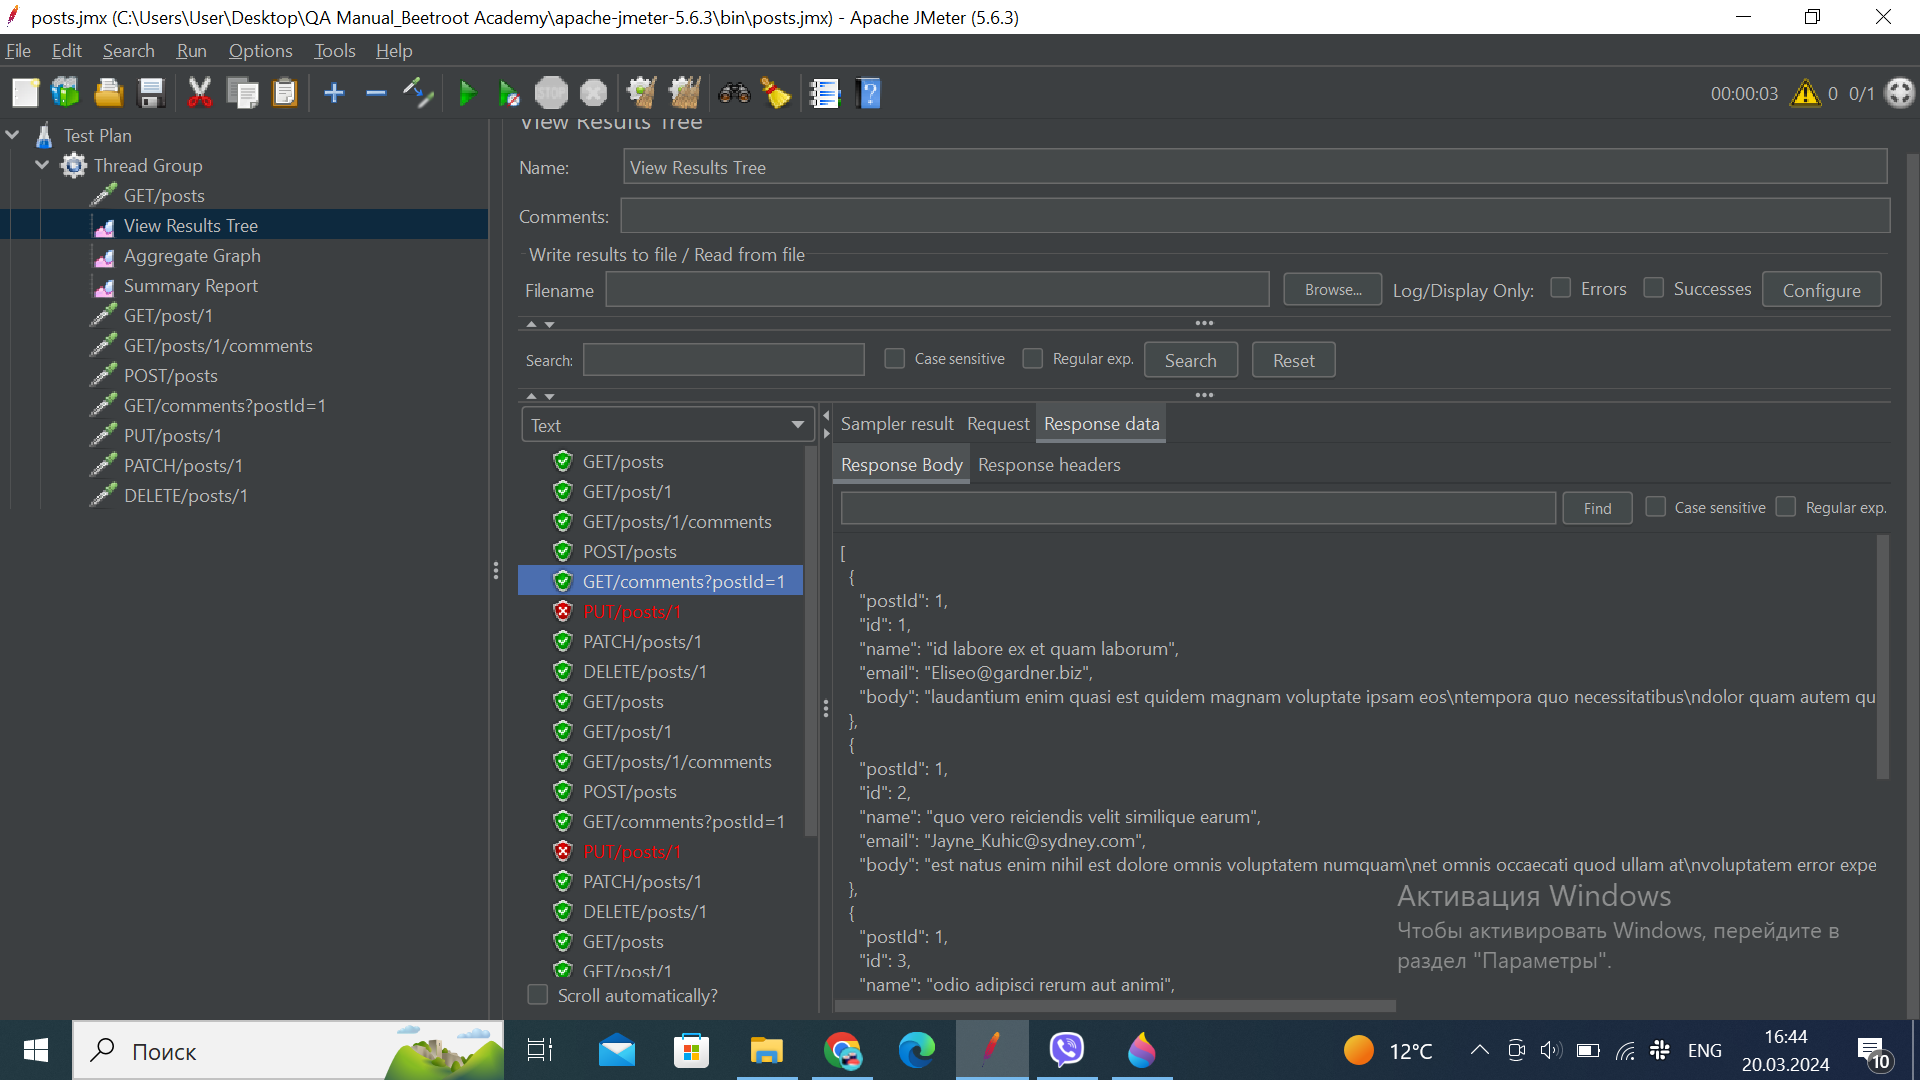 posts.jmx (C:\Users\User\Desktop\QA Manual_Beetroot Academy\apache-jmeter-5.6.3\bin\posts.jmx) - Apache JMeter (5.6.3)
File Edit Search Run Options Tools Help
STOP
00:00:03 0 0/1
Test Plan
Thread Group
GET/posts
View Results Tree
Aggregate Graph
Summary Report
GET/post/1
GET/posts/1/comments
POST/posts
GET/comments?postId=1
PUT/posts/1
PATCH/posts/1
DELETE/posts/1
View Results Tree
Name: View Results Tree
Comments:
Write results to file / Read from file
Filename Browse... Log/Display Only: Errors Successes Configure
Search: Case sensitive Regular exp. Search Reset
Text
GET/posts
GET/post/1
GET/posts/1/comments
POST/posts
GET/comments?postId=1
PUT/posts/1
PATCH/posts/1
DELETE/posts/1
GET/posts
GET/post/1
GET/posts/1/comments
POST/posts
GET/comments?postId=1
PUT/posts/1
PATCH/posts/1
DELETE/posts/1
GET/posts
GET/post/1
Scroll automatically?
Sampler result Request Response data
Response Body Response headers
Find Case sensitive Regular exp.
[
{
"postId": 1,
"id": 1,
"name": "id labore ex et quam laborum",
"email": "Eliseo@gardner.biz",
"body": "laudantium enim quasi est quidem magnam voluptate ipsam eos\ntempora quo necessitatibus\ndolor quam autem qu
},
{
"postId": 1,
"id": 2,
"name": "quo vero reiciendis velit similique earum",
"email": "Jayne_Kuhic@sydney.com",
"body": "est natus enim nihil est dolore omnis voluptatem numquam\net omnis occaecati quod ullam at\nvoluptatem error expe
},
{
"postId": 1,
"id": 3,
"name": "odio adipisci rerum aut animi",
Активация Windows
Чтобы активировать Windows, перейдите в
раздел "Параметры".
Поиск
12°C
ENG
16:44
20.03.2024
10